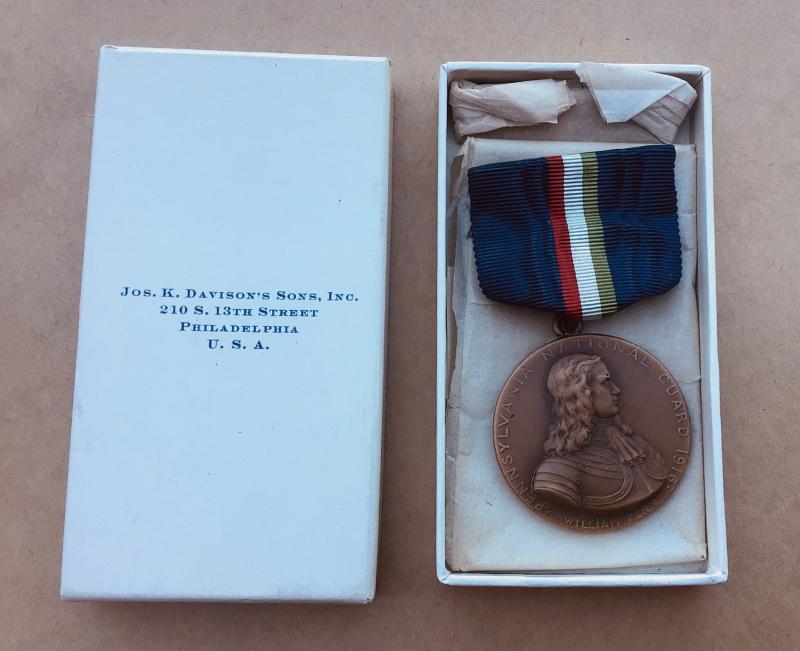 JOS. K. DAVISON'S SONS, INC.
210 S. 13TH STREET
PHILADELPHIA
U. S. A.
PENNSYLVANIA NATIONAL GUARD 1916.
WILLIAM PENN